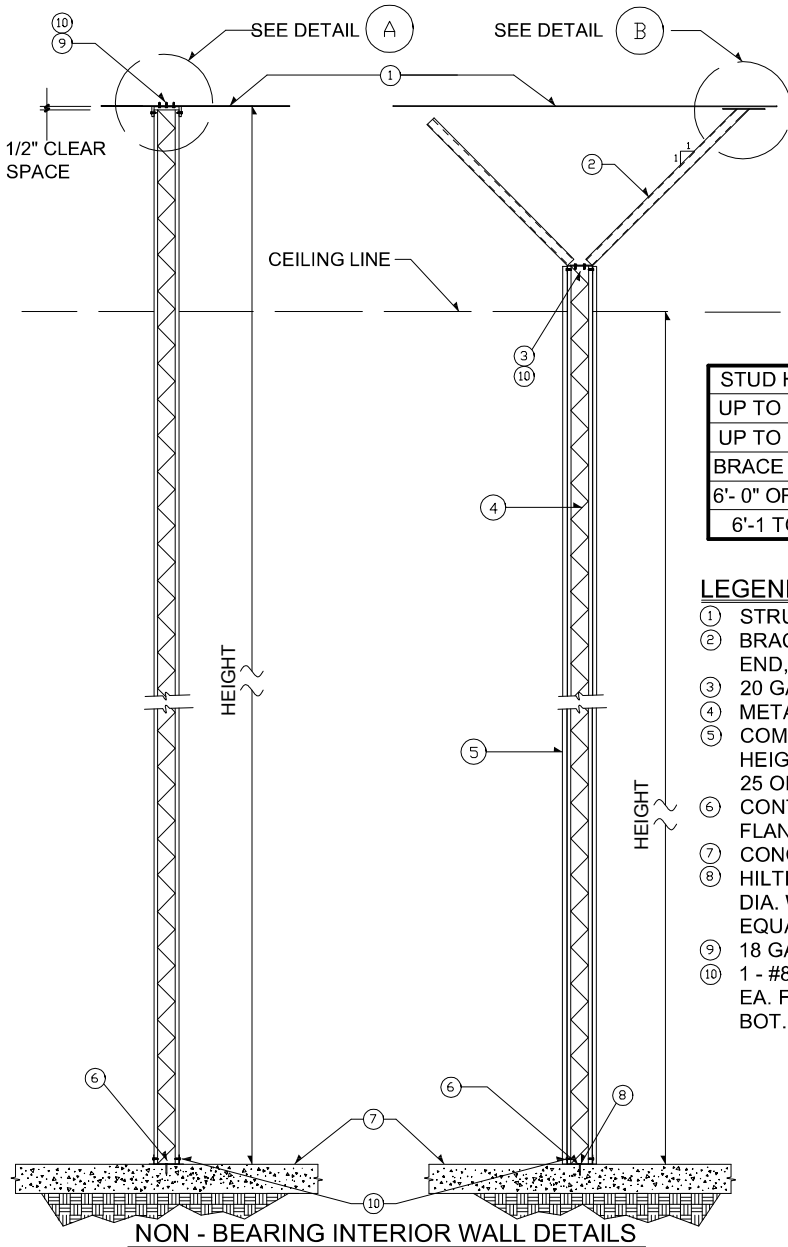 10
9
SEE DETAIL A
SEE DETAIL B
1
1/2" CLEAR
SPACE
2
1
1
CEILING LINE
3
10
4
HEIGHT
5
HEIGHT
6
7
6
8
10
NON - BEARING INTERIOR WALL DETAILS
STUD H
UP TO
UP TO
BRACE
6'- 0" OF
6'-1 TO
LEGEN
1 STRU
2 BRAC
END,
3 20 GA
4 META
5 COM
HEIG
25 O
6 CONT
FLAN
7 CONC
8 HILTI
DIA. W
EQUA
9 18 GA
10 1 - #8
EA. F
BOT.